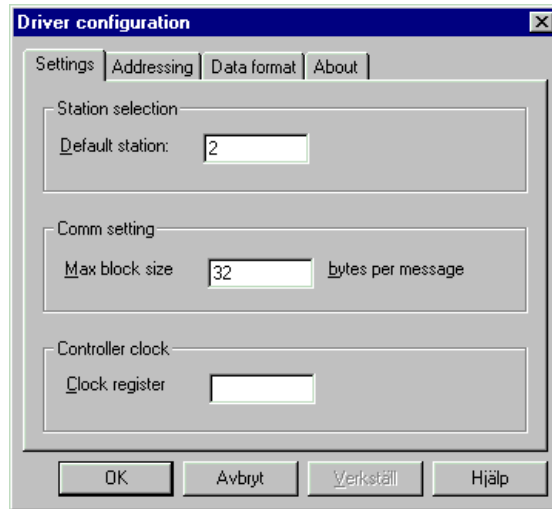 Driver configuration
Settings Addressing Data format About
Station selection
Default station: 2
Comm setting
Max block size 32 bytes per message
Controller clock
Clock register
OK Avbryt Verkställ Hjälp